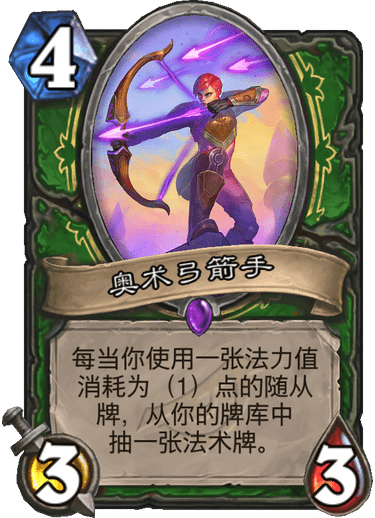 4
奥术弓箭手
每当你使用一张法力值
消耗为（1）点的随从
牌，从你的牌库中
抽一张法术牌。
3
3